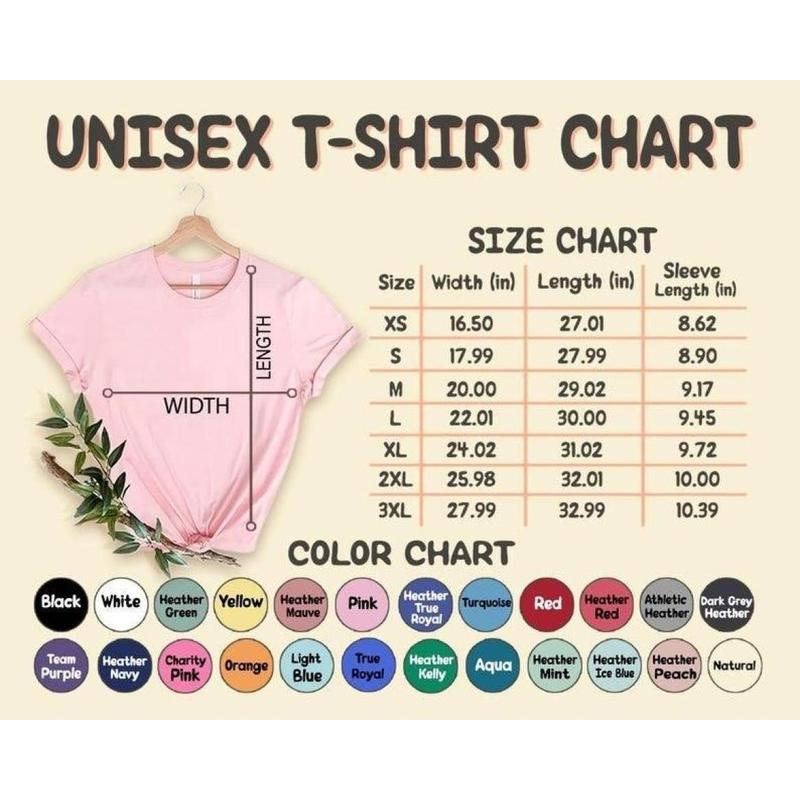 UNISEX T-SHIRT CHART
SIZE CHART
Size Width (in) Length (in) Sleeve Length (in)
XS 16.50 27.01 8.62
S 17.99 27.99 8.90
M 20.00 29.02 9.17
L 22.01 30.00 9.45
XL 24.02 31.02 9.72
2XL 25.98 32.01 10.00
3XL 27.99 32.99 10.39
LENGTH
WIDTH
COLOR CHART
Black
White
Heather
Green
Yellow
Heather
Mauve
Pink
Heather
True
Royal
Turquoise
Red
Heather
Red
Athletic
Heather
Dark Grey
Heather
Team
Purple
Heather
Navy
Charity
Pink
Orange
Light
Blue
True
Royal
Heather
Kelly
Aqua
Heather
Mint
Heather
Ice Blue
Heather
Peach
Natural